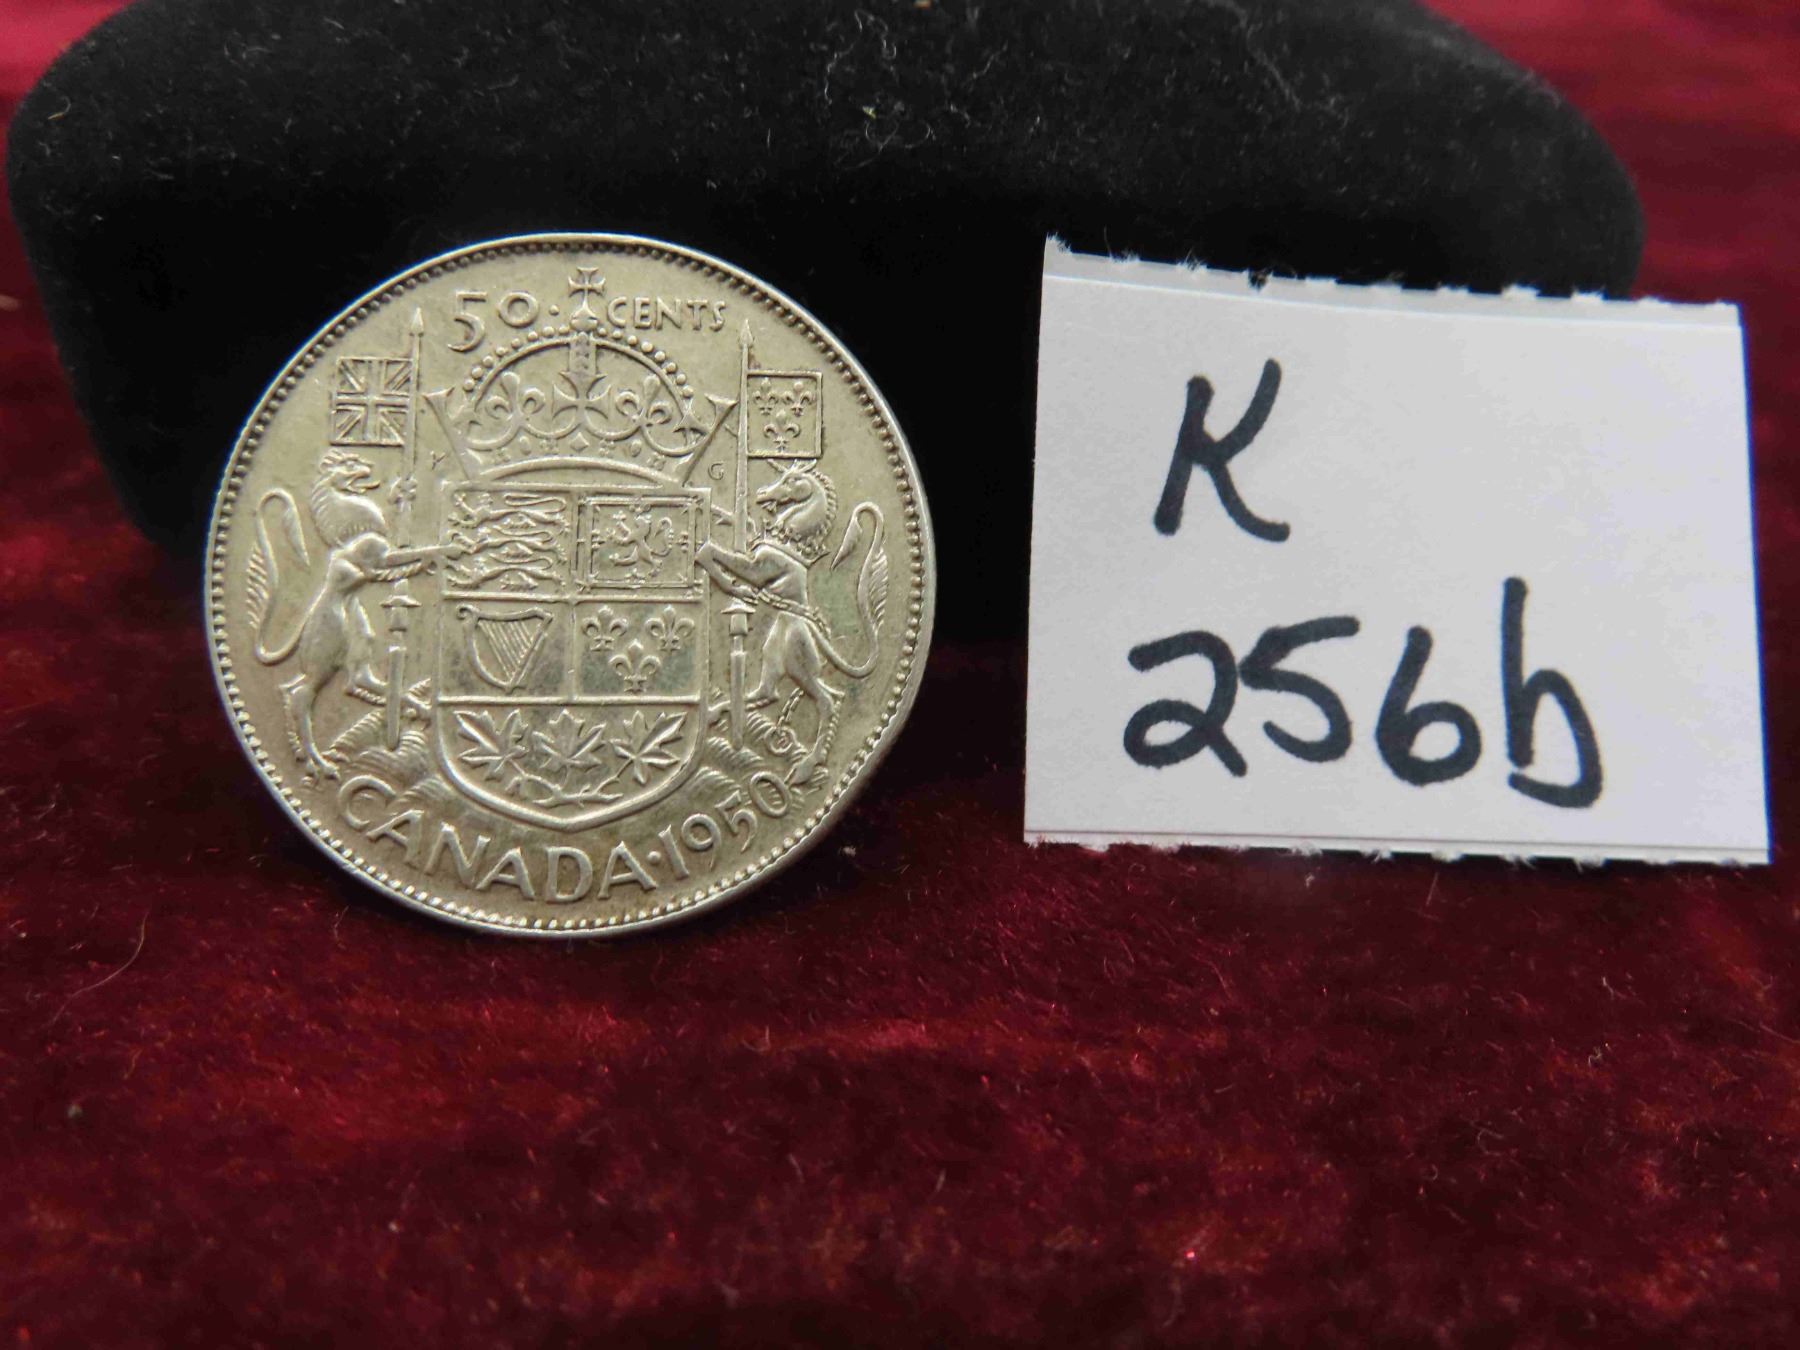 50 · CENTS
K G
CANADA · 1950
K
256b